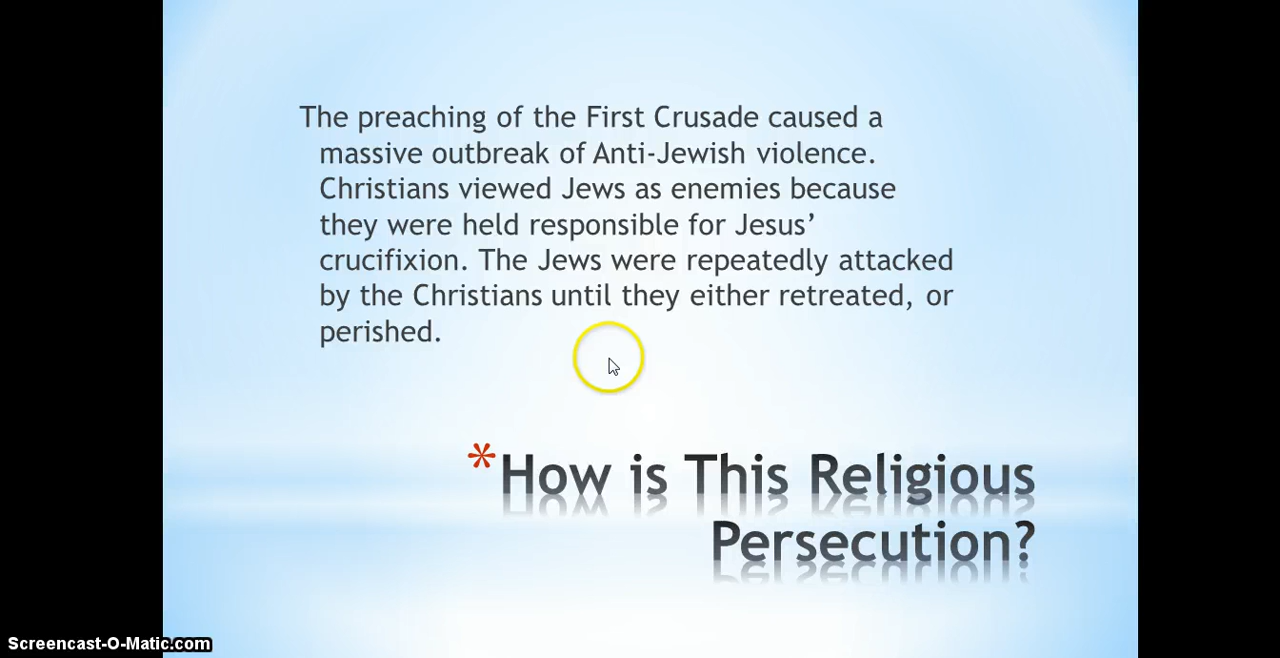 The preaching of the First Crusade caused a
massive outbreak of Anti-Jewish violence.
Christians viewed Jews as enemies because
they were held responsible for Jesus’
crucifixion. The Jews were repeatedly attacked
by the Christians until they either retreated, or
perished.
*How is This Religious
Persecution?
Screencast-O-Matic.com